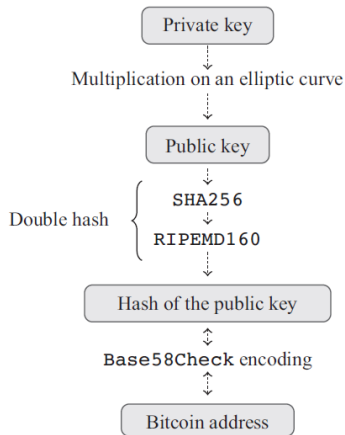 Private key
Multiplication on an elliptic curve
Public key
SHA256
Double hash
RIPEMD160
Hash of the public key
Base58Check encoding
Bitcoin address